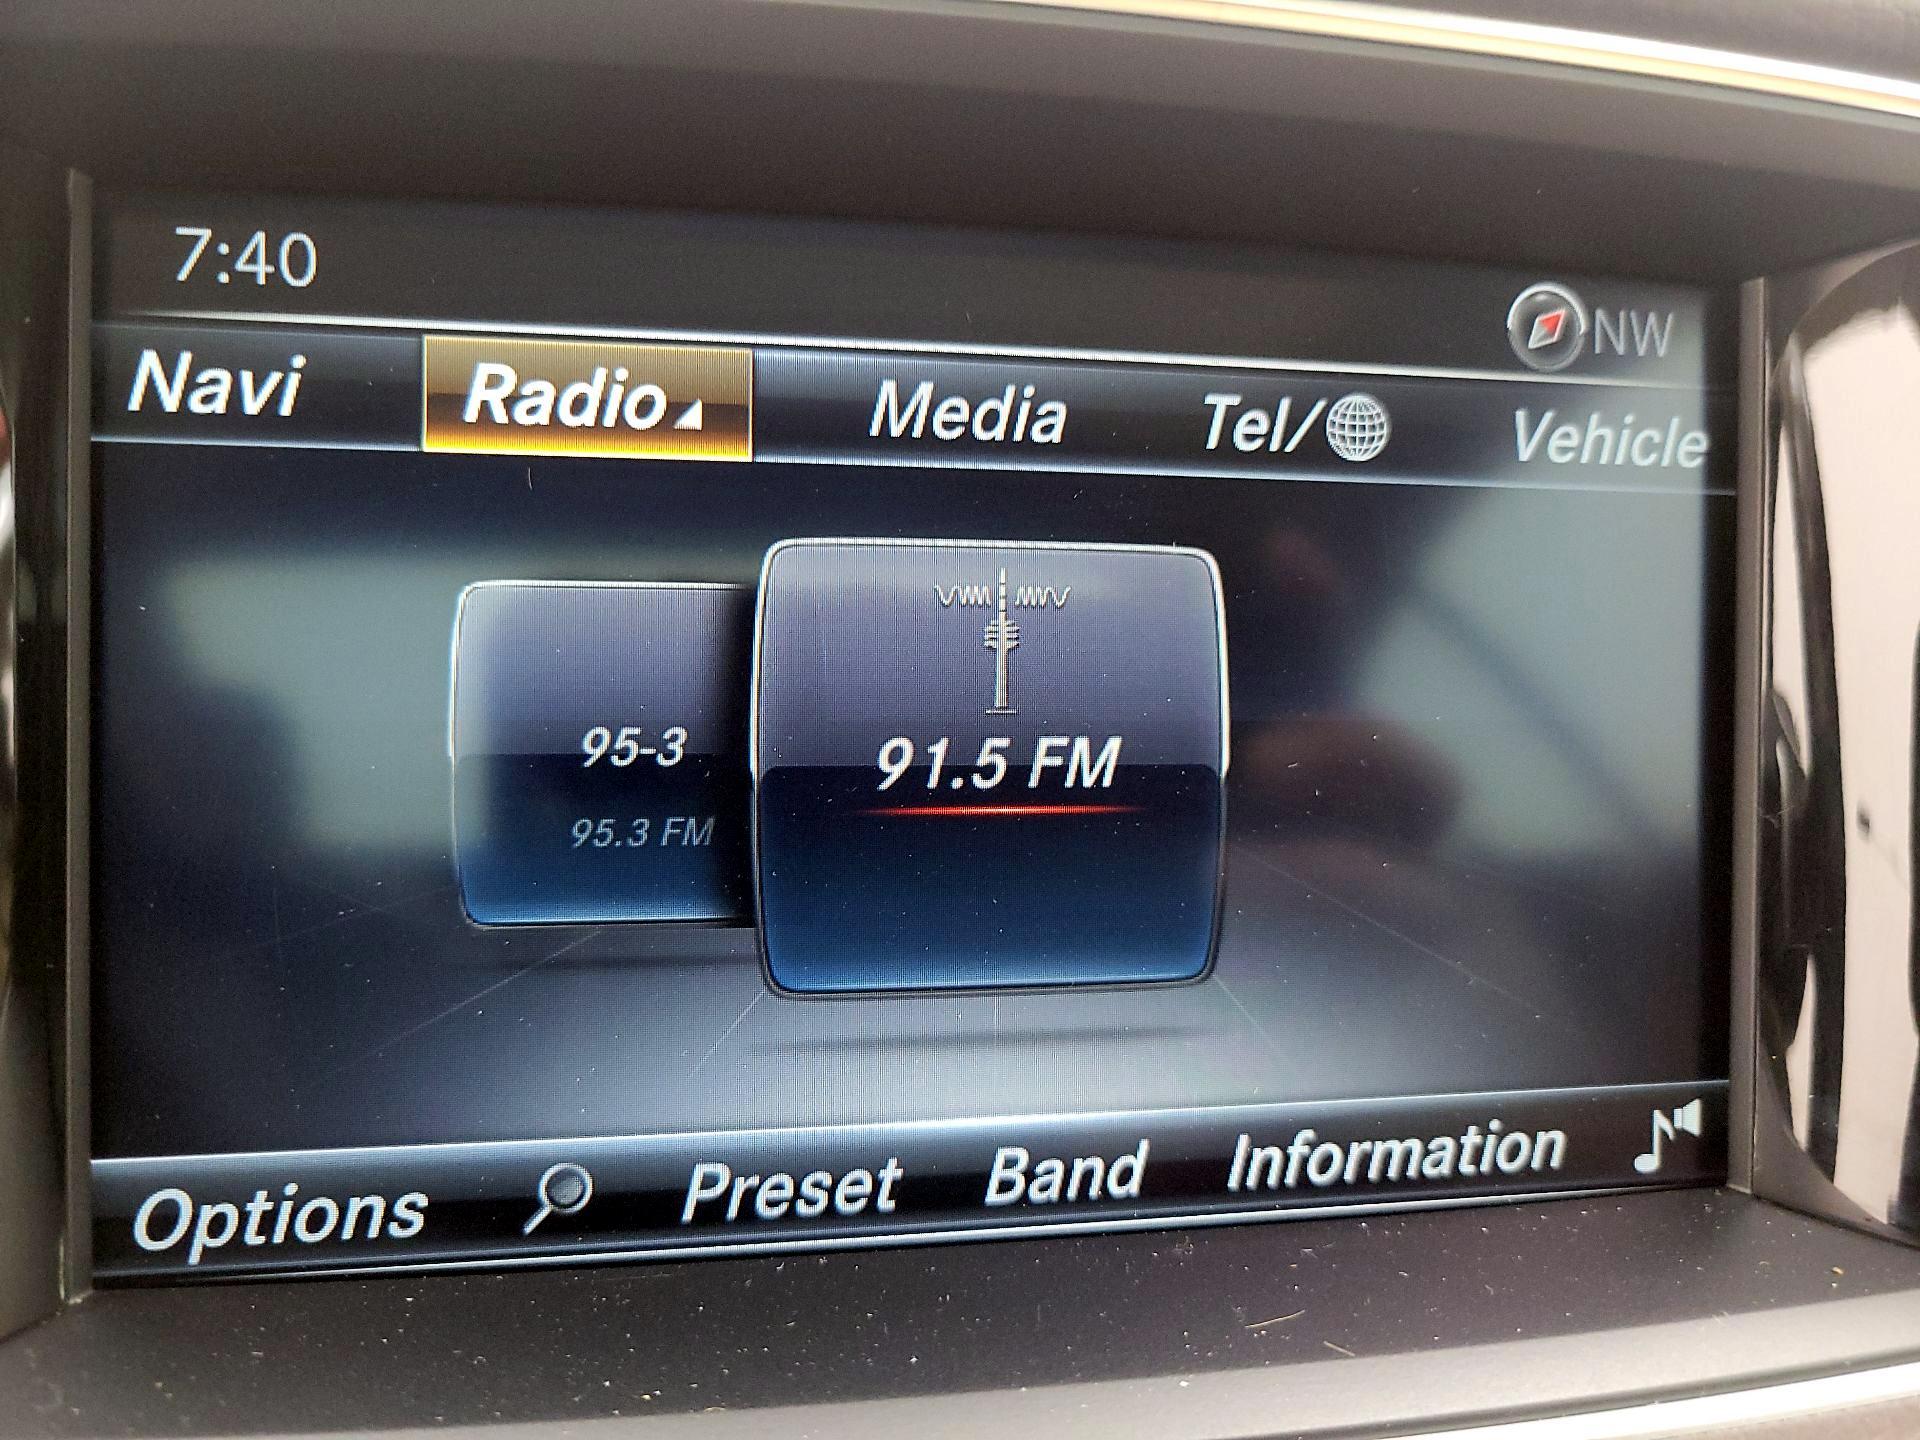 7:40
NW
Navi Radio Media Tel/ Vehicle
95-3
95.3 FM
91.5 FM
Options Preset Band Information